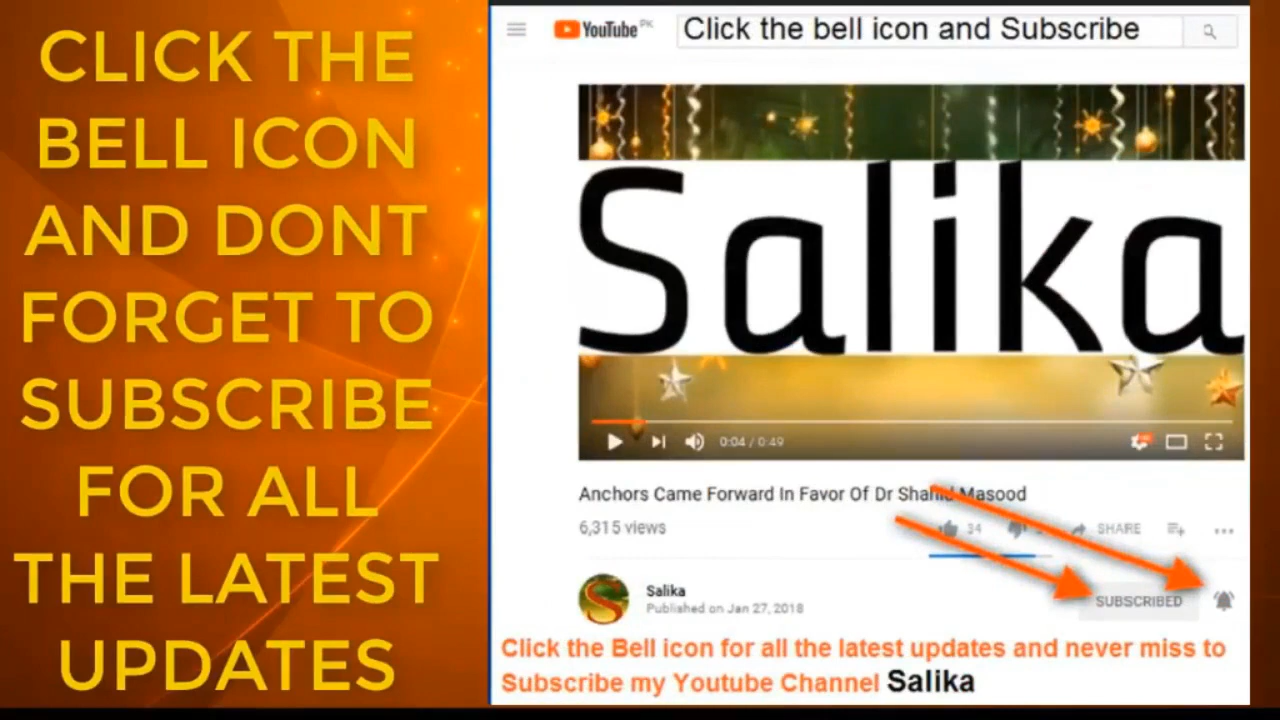 CLICK THE
BELL ICON
AND DONT
FORGET TO
SUBSCRIBE
FOR ALL
THE LATEST
UPDATES
YouTube PK
Click the bell icon and Subscribe
Salika
0:04 / 0:49
Anchors Came Forward In Favor Of Dr Shahid Masood
6,315 views
34
SHARE
Salika
Published on Jan 27, 2018
SUBSCRIBED
Click the Bell icon for all the latest updates and never miss to
Subscribe my Youtube Channel Salika